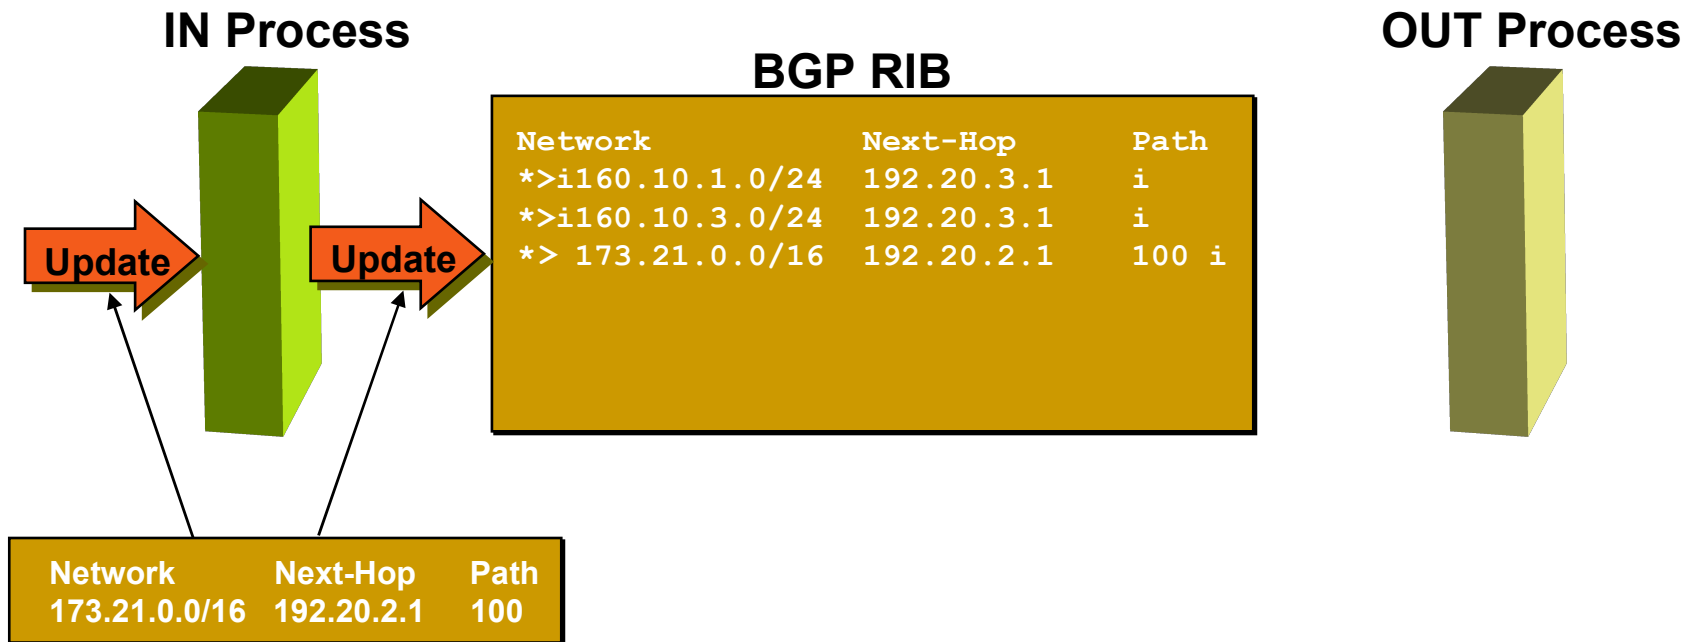 IN Process
OUT Process
BGP RIB
Network Next-Hop Path
*>i160.10.1.0/24 192.20.3.1 i
*>i160.10.3.0/24 192.20.3.1 i
*> 173.21.0.0/16 192.20.2.1 100 i
Update
Update
Network Next-Hop Path
173.21.0.0/16 192.20.2.1 100